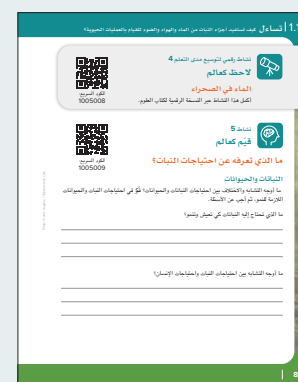 1.1 | تساءل كيف تستفيد أجزاء النبات من الماء والهواء والضوء للقيام بالعمليات الحيوية؟
نشاط رقمي لتوسيع مدى التعلم 4
لاحظ كعالم
الماء في الصحراء
أكمل هذا النشاط عبر النسخة الرقمية لكتاب العلوم.
الكود السريع:
1005008
نشاط 5
قيّم كعالم
ما الذي تعرفه عن احتياجات النبات؟
الكود السريع:
1005009
النباتات والحيوانات
ما أوجه التشابه والاختلاف بين احتياجات النباتات والحيوانات؟ فكّر في احتياجات النبات والحيوانات
اللازمة للنمو، ثم أجب عن الأسئلة.
ما الذي تحتاج إليه النباتات كي تعيش وتنمو؟
ما أوجه التشابه بين احتياجات النبات واحتياجات الإنسان؟
8